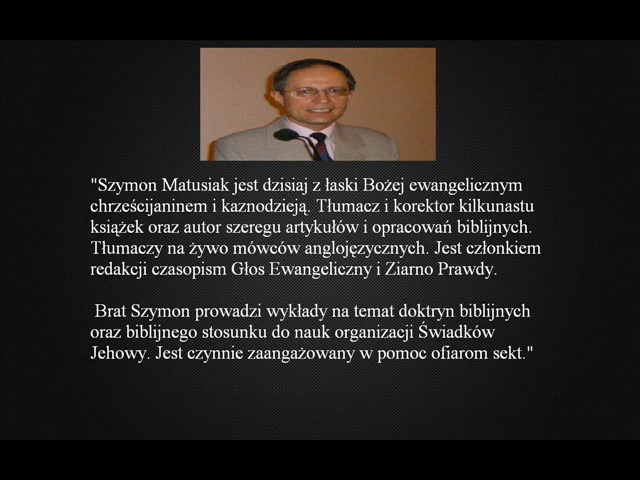 "Szymon Matusiak jest dzisiaj z łaski Bożej ewangelicznym
chrześcijaninem i kaznodzieją. Tłumacz i korektor kilkunastu
książek oraz autor szeregu artykułów i opracowań biblijnych.
Tłumaczy na żywo mówców anglojęzycznych. Jest członkiem
redakcji czasopism Głos Ewangeliczny i Ziarno Prawdy.
Brat Szymon prowadzi wykłady na temat doktryn biblijnych
oraz biblijnego stosunku do nauk organizacji Świadków
Jehowy. Jest czynnie zaangażowany w pomoc ofiarom sekt."